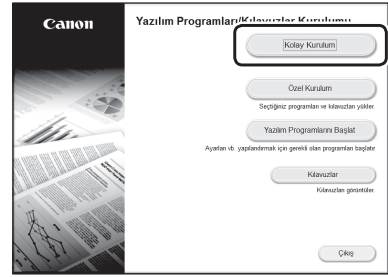 Canon
Yazılım Programları/Kılavuzlar Kurulumu
Kolay Kurulum
Özel Kurulum
Seçtiğiniz programları ve kılavuzları yükler.
Yazılım Programlarını Başlat
Ayarları vb. yapılandırmak için gerekli olan programları başlatır
Kılavuzlar
Kılavuzları görüntüler.
Çıkış